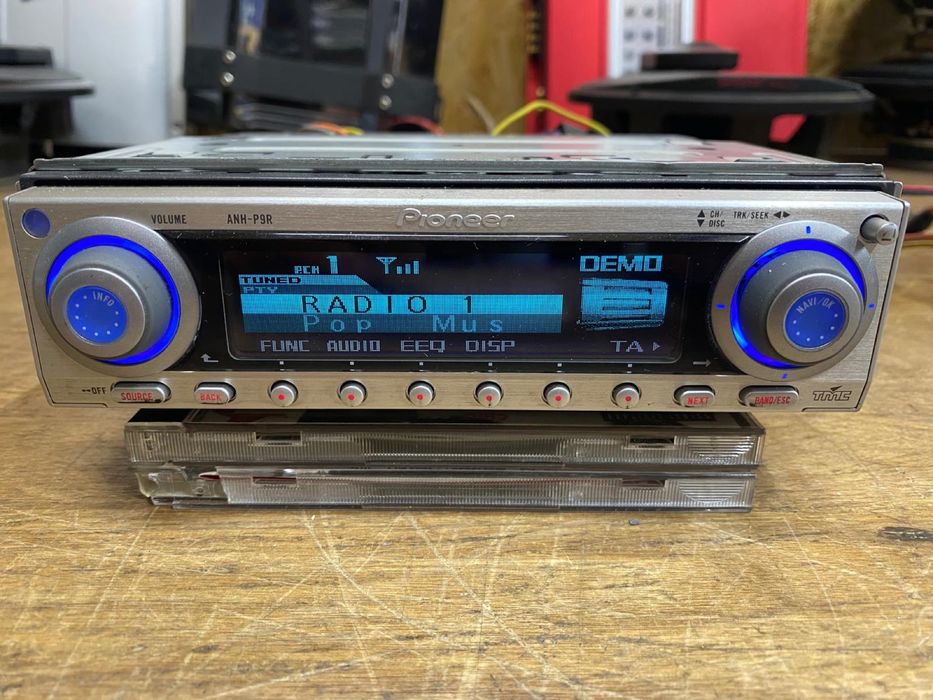 VOLUME
ANH-P9R
Pioneer
▲ CH/ TRK/SEEK ◀▶
▼ DISC
INFO
P.CH 1
DEMO
TUNED
PTY
RADIO 1
Pop Mus
FUNC AUDIO EEQ DISP TA ▸
NAVI/OK
OFF
SOURCE
BACK
NEXT
BAND/ESC
TMC